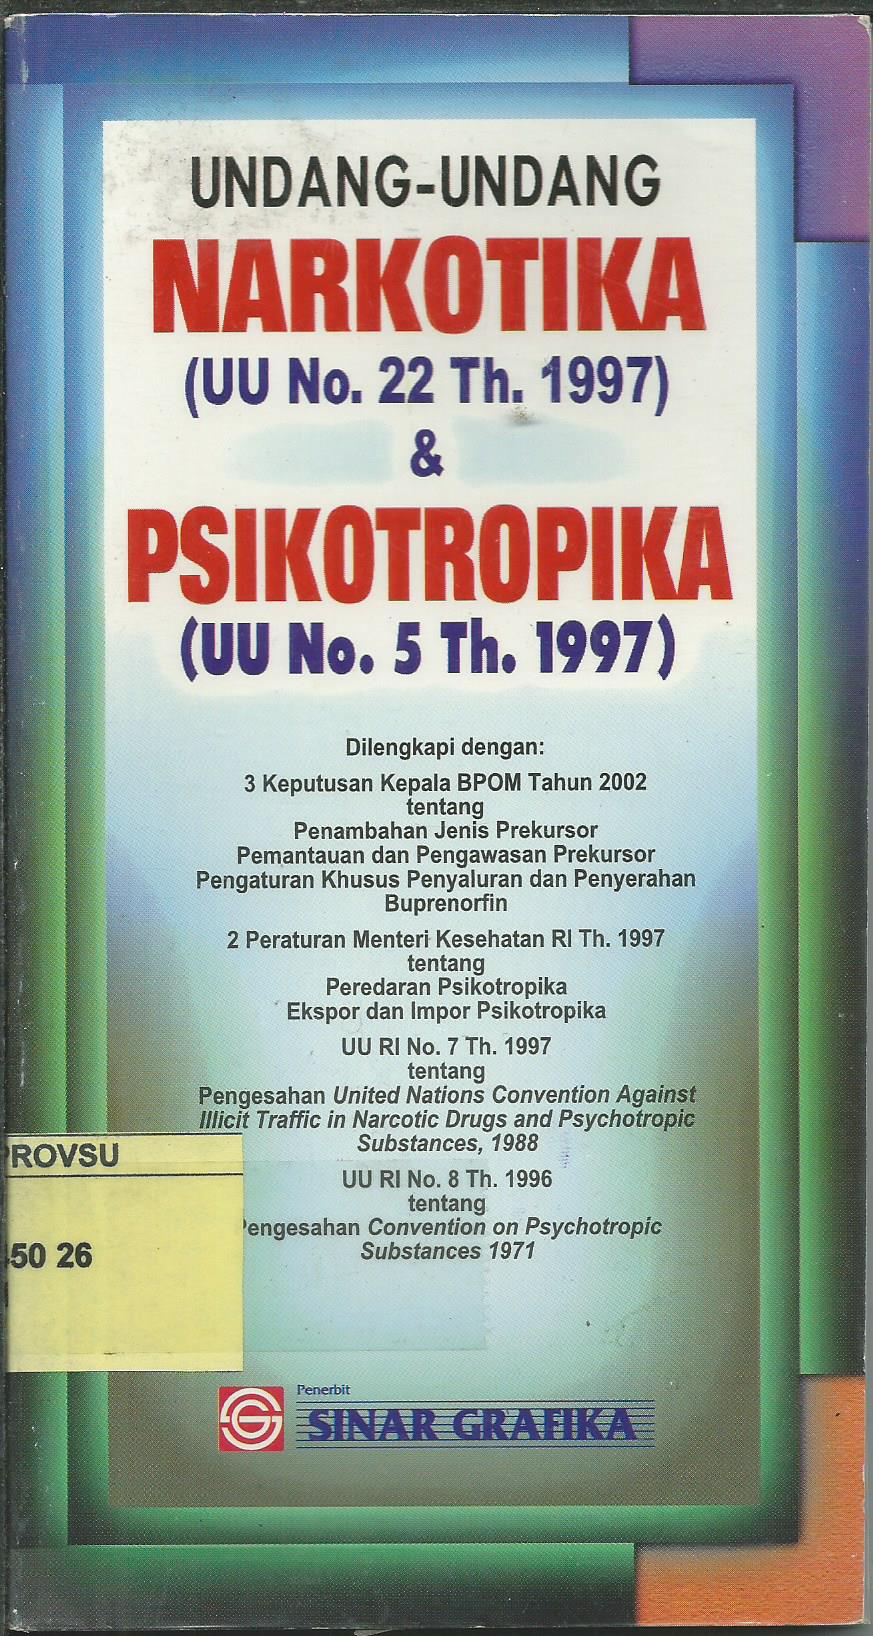 UNDANG-UNDANG
NARKOTIKA
(UU No. 22 Th. 1997)
&
PSIKOTROPIKA
(UU No. 5 Th. 1997)
Dilengkapi dengan:
3 Keputusan Kepala BPOM Tahun 2002
tentang
Penambahan Jenis Prekursor
Pemantauan dan Pengawasan Prekursor
Pengaturan Khusus Penyaluran dan Penyerahan
Buprenorfin
2 Peraturan Menteri Kesehatan RI Th. 1997
tentang
Peredaran Psikotropika
Ekspor dan Impor Psikotropika
UU RI No. 7 Th. 1997
tentang
Pengesahan United Nations Convention Against
Illicit Traffic in Narcotic Drugs and Psychotropic
Substances, 1988
UU RI No. 8 Th. 1996
tentang
Pengesahan Convention on Psychotropic
Substances 1971
PROVSU
50 26
Penerbit
SINAR GRAFIKA